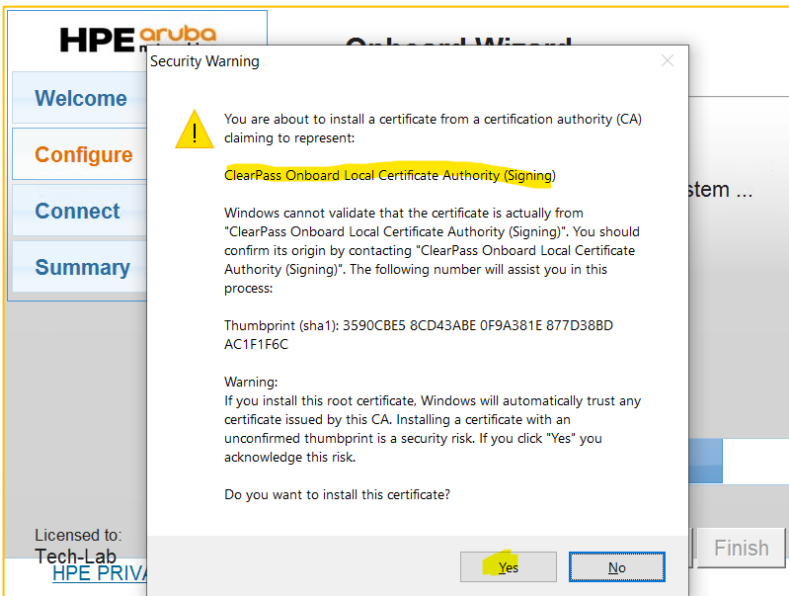 HPE aruba
Security Warning
Welcome
Configure
Connect
Summary
You are about to install a certificate from a certification authority (CA)
claiming to represent:
ClearPass Onboard Local Certificate Authority (Signing)
Windows cannot validate that the certificate is actually from
"ClearPass Onboard Local Certificate Authority (Signing)". You should
confirm its origin by contacting "ClearPass Onboard Local Certificate
Authority (Signing)". The following number will assist you in this
process:
Thumbprint (sha1): 3590CBE5 8CD43ABE 0F9A381E 877D38BD
AC1F1F6C
Warning:
If you install this root certificate, Windows will automatically trust any
certificate issued by this CA. Installing a certificate with an
unconfirmed thumbprint is a security risk. If you click "Yes" you
acknowledge this risk.
Do you want to install this certificate?
Yes
No
stem ...
Licensed to:
Tech-Lab
HPE PRIV
Finish